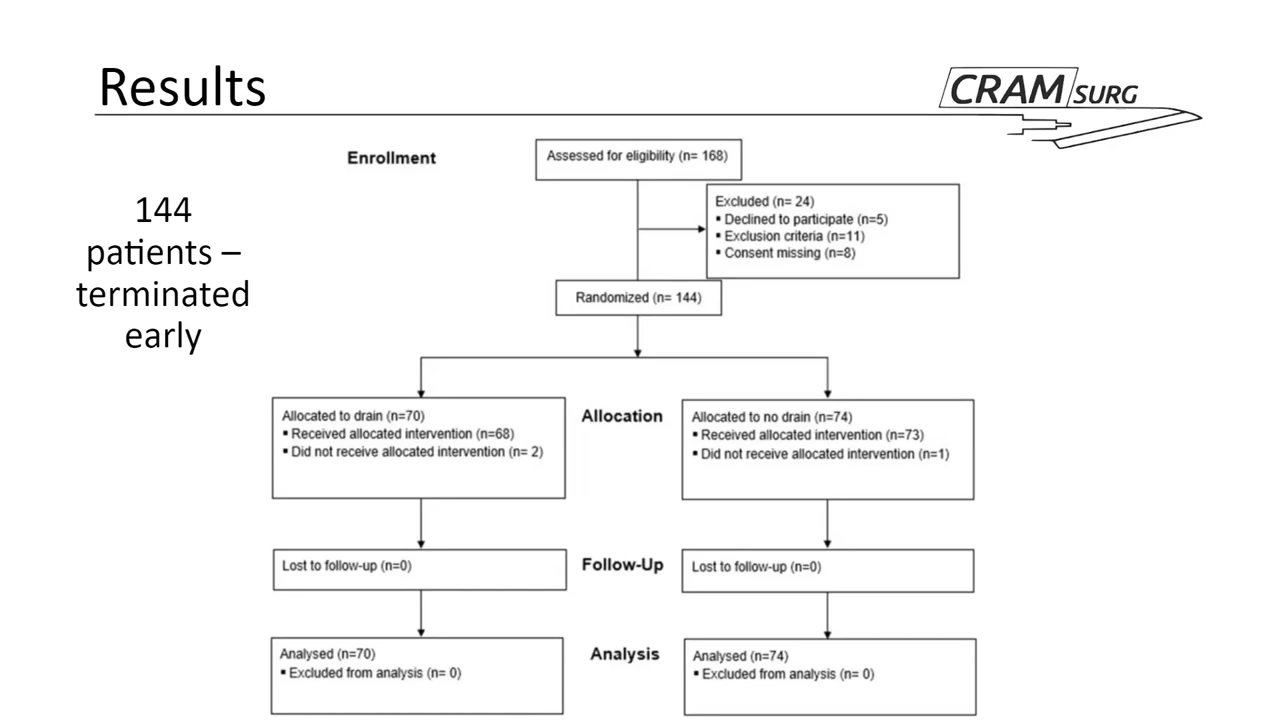 Results
CRAM SURG
Enrollment
Assessed for eligibility (n= 168)
144
patients –
terminated
early
Excluded (n= 24)
▪ Declined to participate (n=5)
▪ Exclusion criteria (n=11)
▪ Consent missing (n=8)
Randomized (n= 144)
Allocated to drain (n=70)
▪ Received allocated intervention (n=68)
▪ Did not receive allocated intervention (n= 2)
Allocation
Allocated to no drain (n=74)
▪ Received allocated intervention (n=73)
▪ Did not receive allocated intervention (n=1)
Lost to follow-up (n=0)
Follow-Up
Lost to follow-up (n=0)
Analysed (n=70)
▪ Excluded from analysis (n= 0)
Analysis
Analysed (n=74)
▪ Excluded from analysis (n= 0)